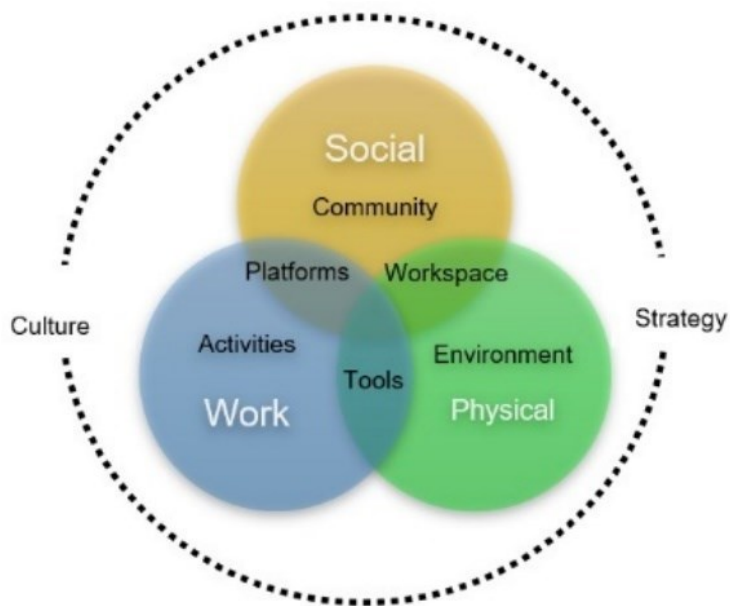 Social
Community
Platforms
Workspace
Culture
Strategy
Activities
Environment
Tools
Work
Physical